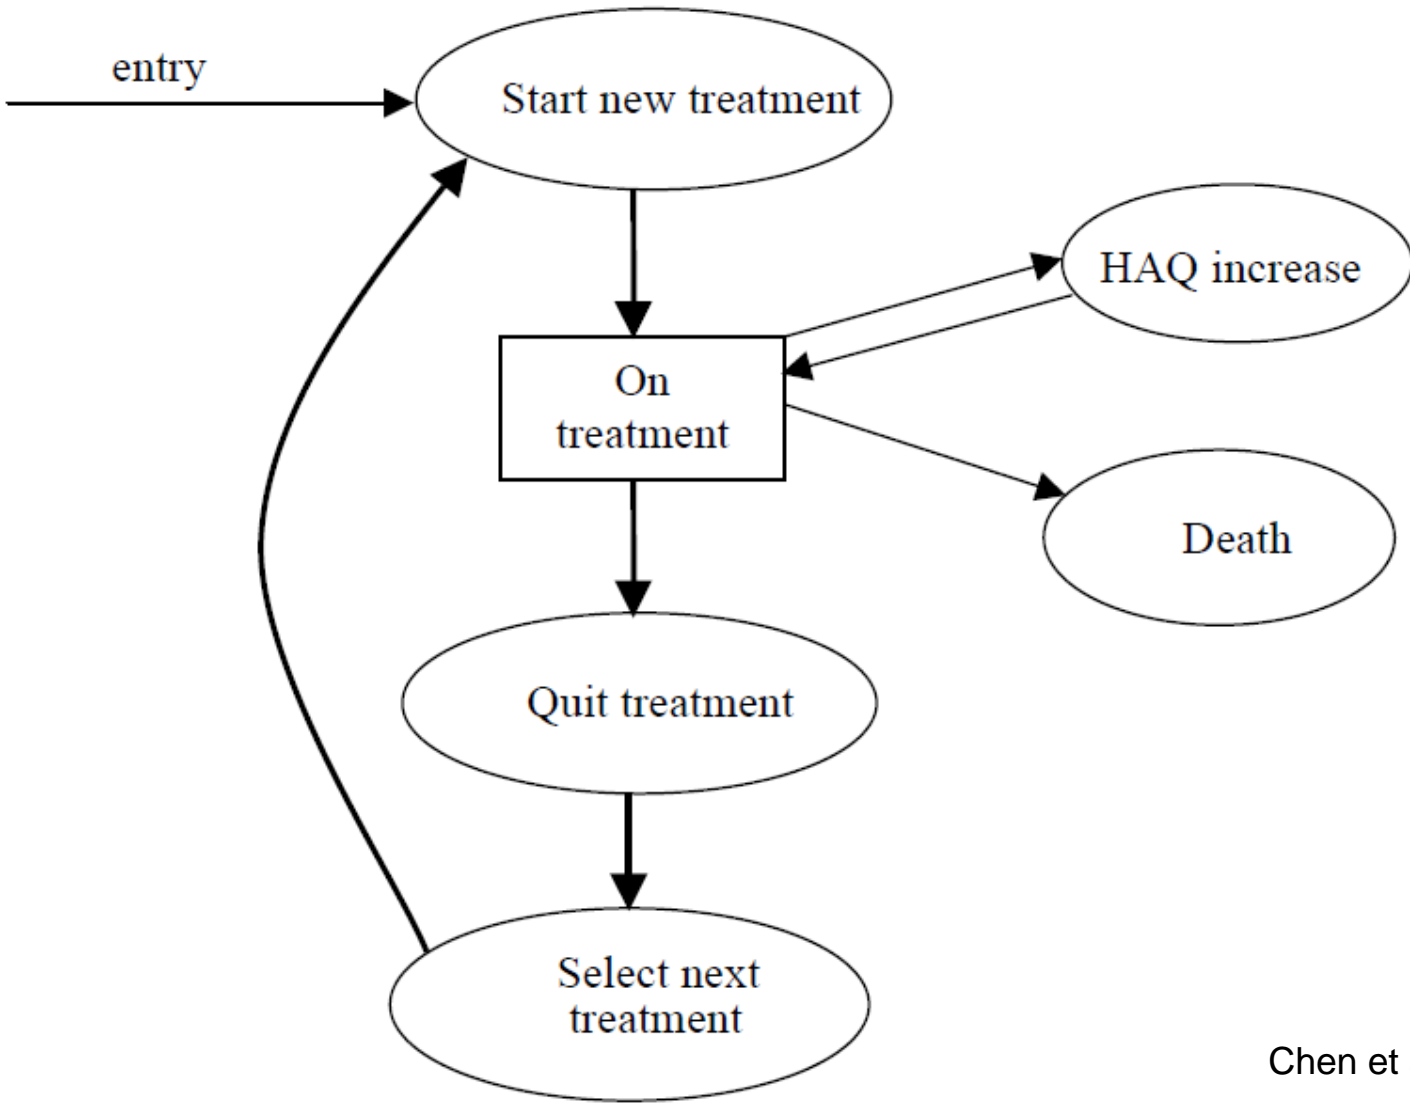 entry
Start new treatment
HAQ increase
On
treatment
Death
Quit treatment
Select next
treatment
Chen et